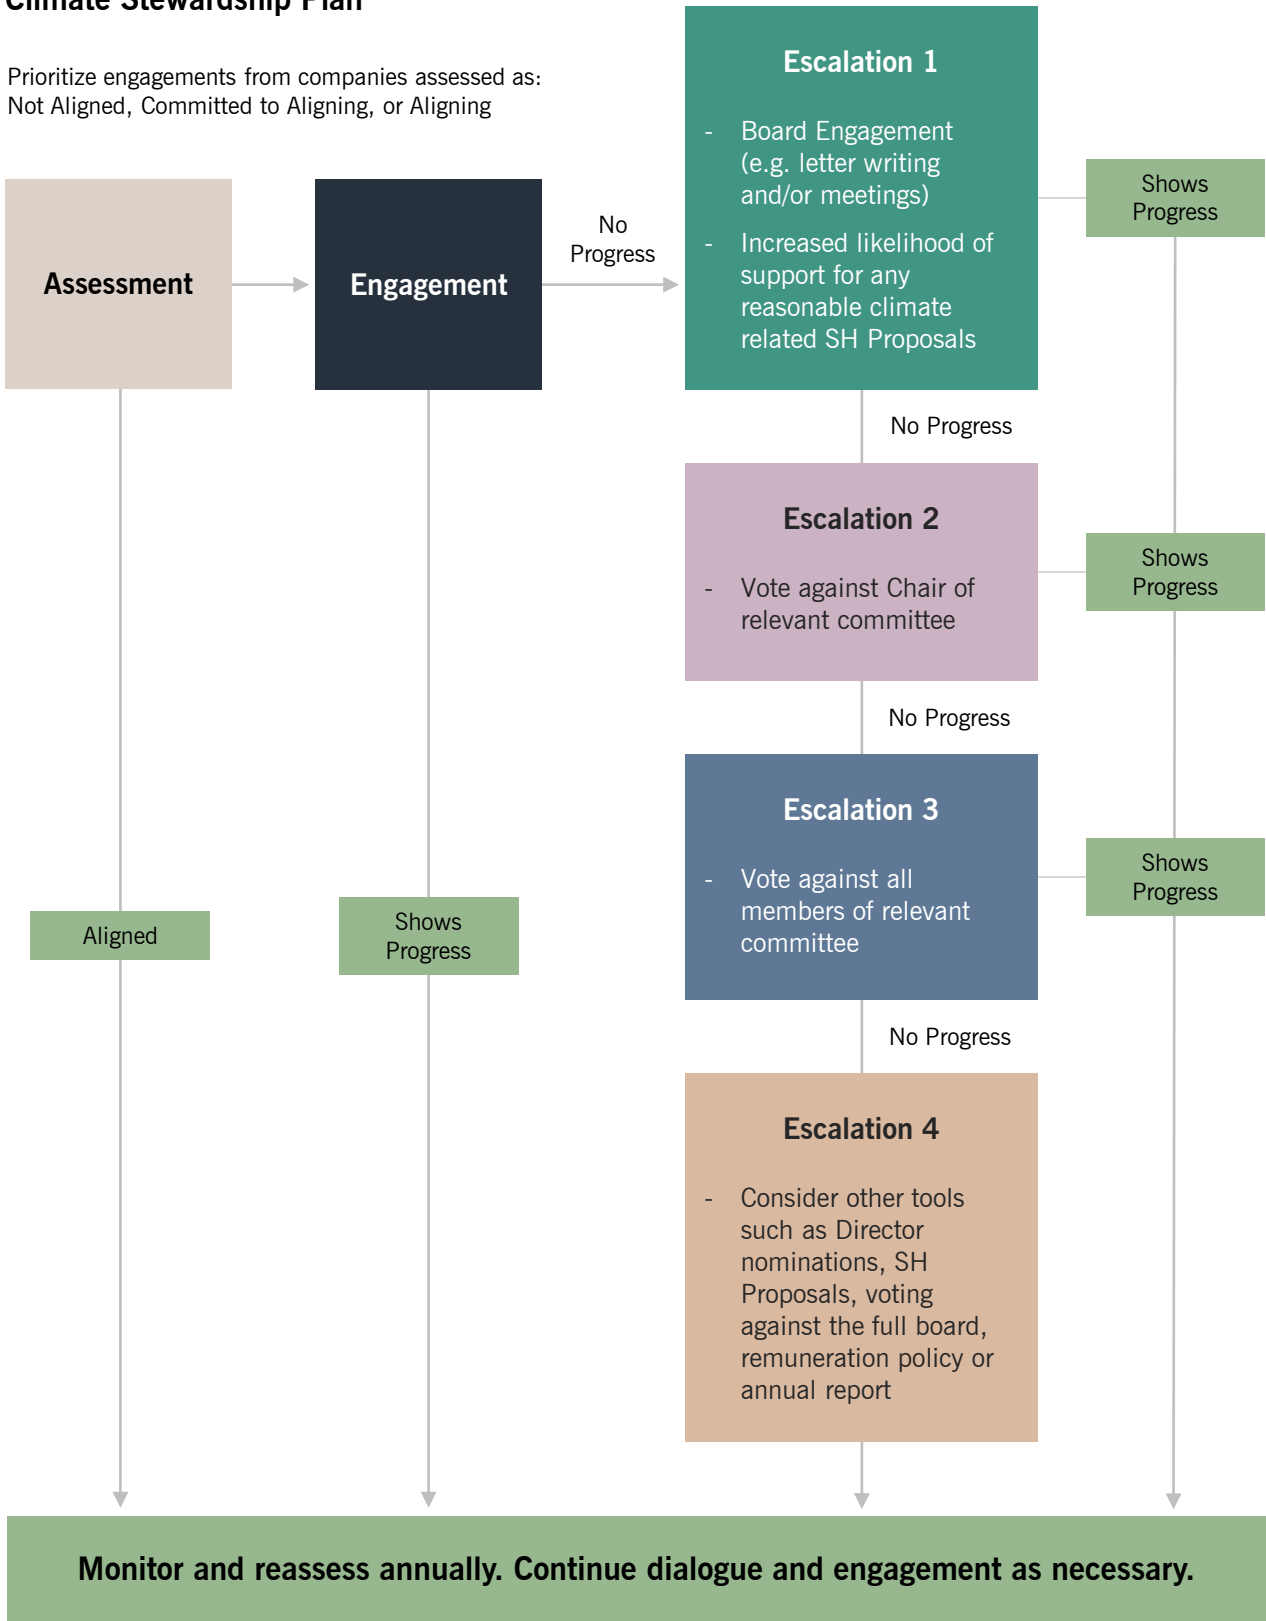 Climate Stewardship Plan
Prioritize engagements from companies assessed as:
Not Aligned, Committed to Aligning, or Aligning
Assessment
Engagement
No
Progress
Escalation 1
- Board Engagement
(e.g. letter writing
and/or meetings)
- Increased likelihood of
support for any
reasonable climate
related SH Proposals
Shows
Progress
No Progress
Escalation 2
- Vote against Chair of
relevant committee
Shows
Progress
No Progress
Escalation 3
- Vote against all
members of relevant
committee
Shows
Progress
Aligned
Shows
Progress
No Progress
Escalation 4
- Consider other tools
such as Director
nominations, SH
Proposals, voting
against the full board,
remuneration policy or
annual report
Monitor and reassess annually. Continue dialogue and engagement as necessary.